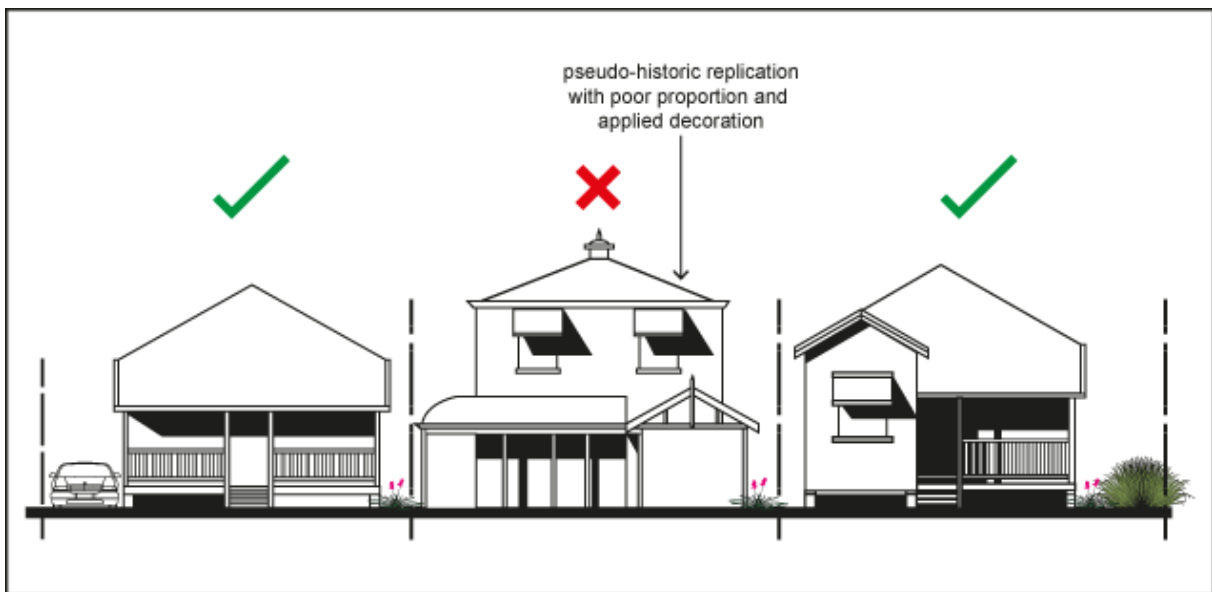 pseudo-historic replication
with poor proportion and
applied decoration